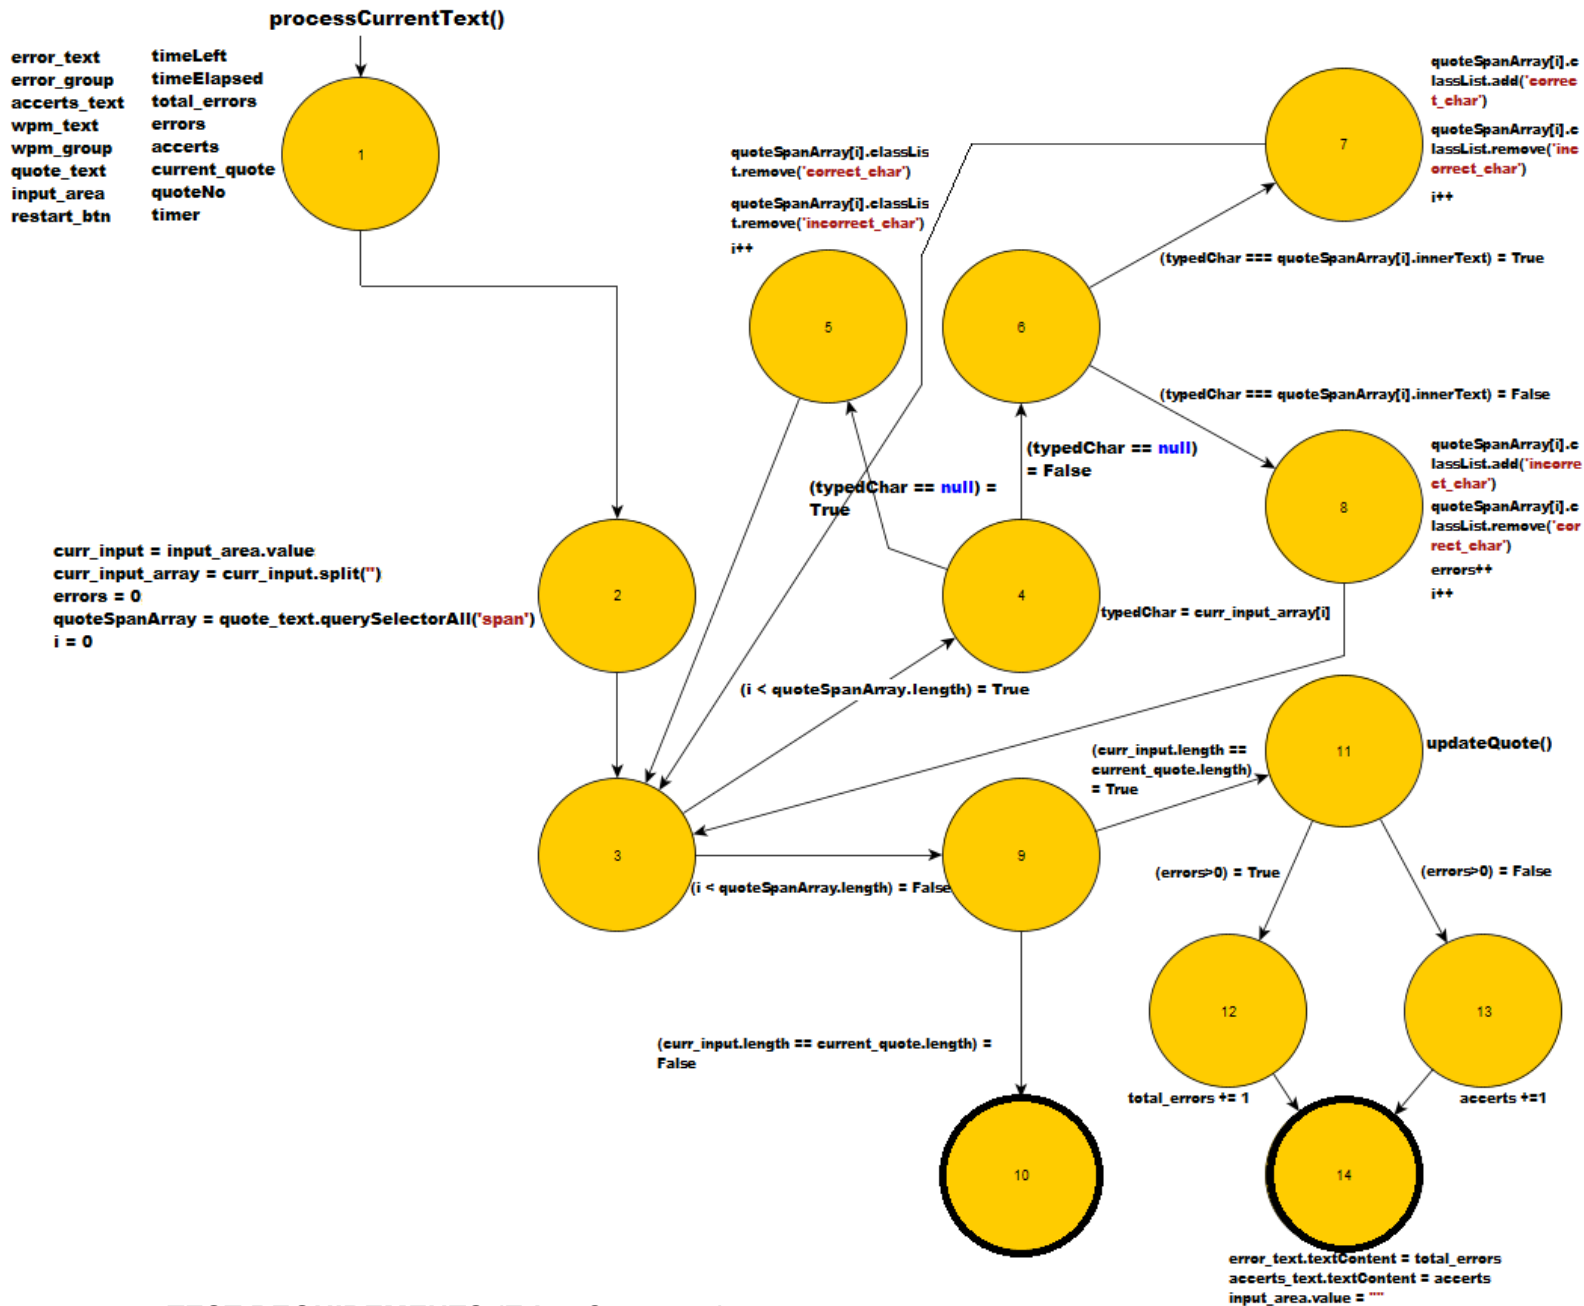 processCurrentText()
error_text
error_group
accerts_text
wpm_text
wpm_group
quote_text
input_area
restart_btn
timeLeft
timeElapsed
total_errors
errors
accerts
current_quote
quoteNo
timer
1
quoteSpanArray[i].classLis
t.remove('correct_char')
quoteSpanArray[i].classLis
t.remove('incorrect_char')
i++
5
6
7
quoteSpanArray[i].c
lassList.add('correc
t_char')
quoteSpanArray[i].c
lassList.remove('inc
orrect_char')
i++
(typedChar === quoteSpanArray[i].innerText) = True
(typedChar === quoteSpanArray[i].innerText) = False
(typedChar == null)
= False
(typedChar == null) =
True
8
quoteSpanArray[i].c
lassList.add('incorre
ct_char')
quoteSpanArray[i].c
lassList.remove('cor
rect_char')
errors++
i++
curr_input = input_area.value
curr_input_array = curr_input.split('')
errors = 0
quoteSpanArray = quote_text.querySelectorAll('span')
i = 0
2
4
typedChar = curr_input_array[i]
(i < quoteSpanArray.length) = True
(curr_input.length ==
current_quote.length)
= True
11
updateQuote()
3
(i < quoteSpanArray.length) = False
9
(errors>0) = True
(errors>0) = False
12
13
(curr_input.length == current_quote.length) =
False
total_errors += 1
accerts +=1
10
14
error_text.textContent = total_errors
accerts_text.textContent = accerts
input_area.value = ""